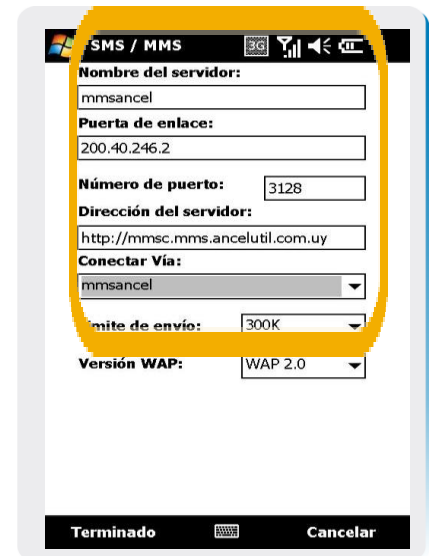 SMS / MMS 3G
Nombre del servidor:
mmsancel
Puerta de enlace:
200.40.246.2
Número de puerto: 3128
Dirección del servidor:
http://mmsc.mms.ancelutil.com.uy
Conectar Vía:
mmsancel
Límite de envío: 300K
Versión WAP: WAP 2.0
Terminado Cancelar